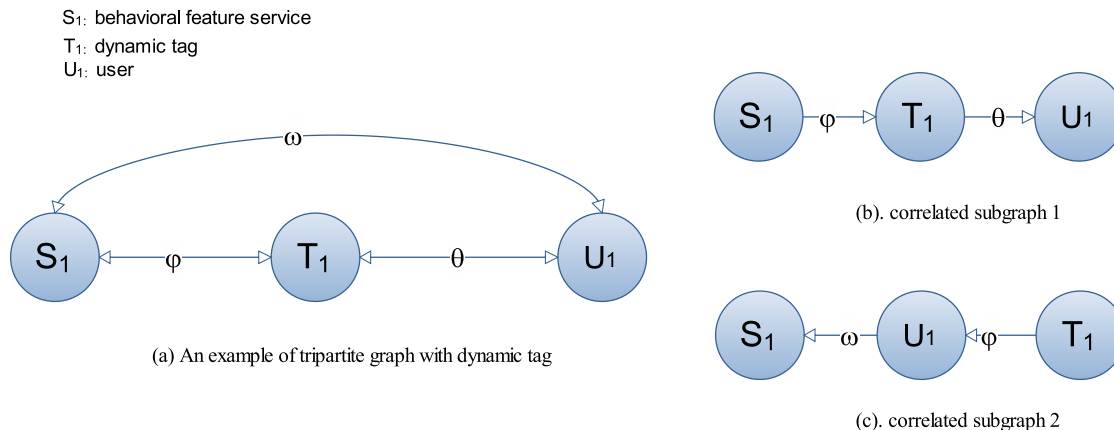 S1: behavioral feature service
T1: dynamic tag
U1: user
ω
S1 φ T1 θ U1
(a) An example of tripartite graph with dynamic tag
S1 φ T1 θ U1
(b). correlated subgraph 1
S1 ω U1 φ T1
(c). correlated subgraph 2